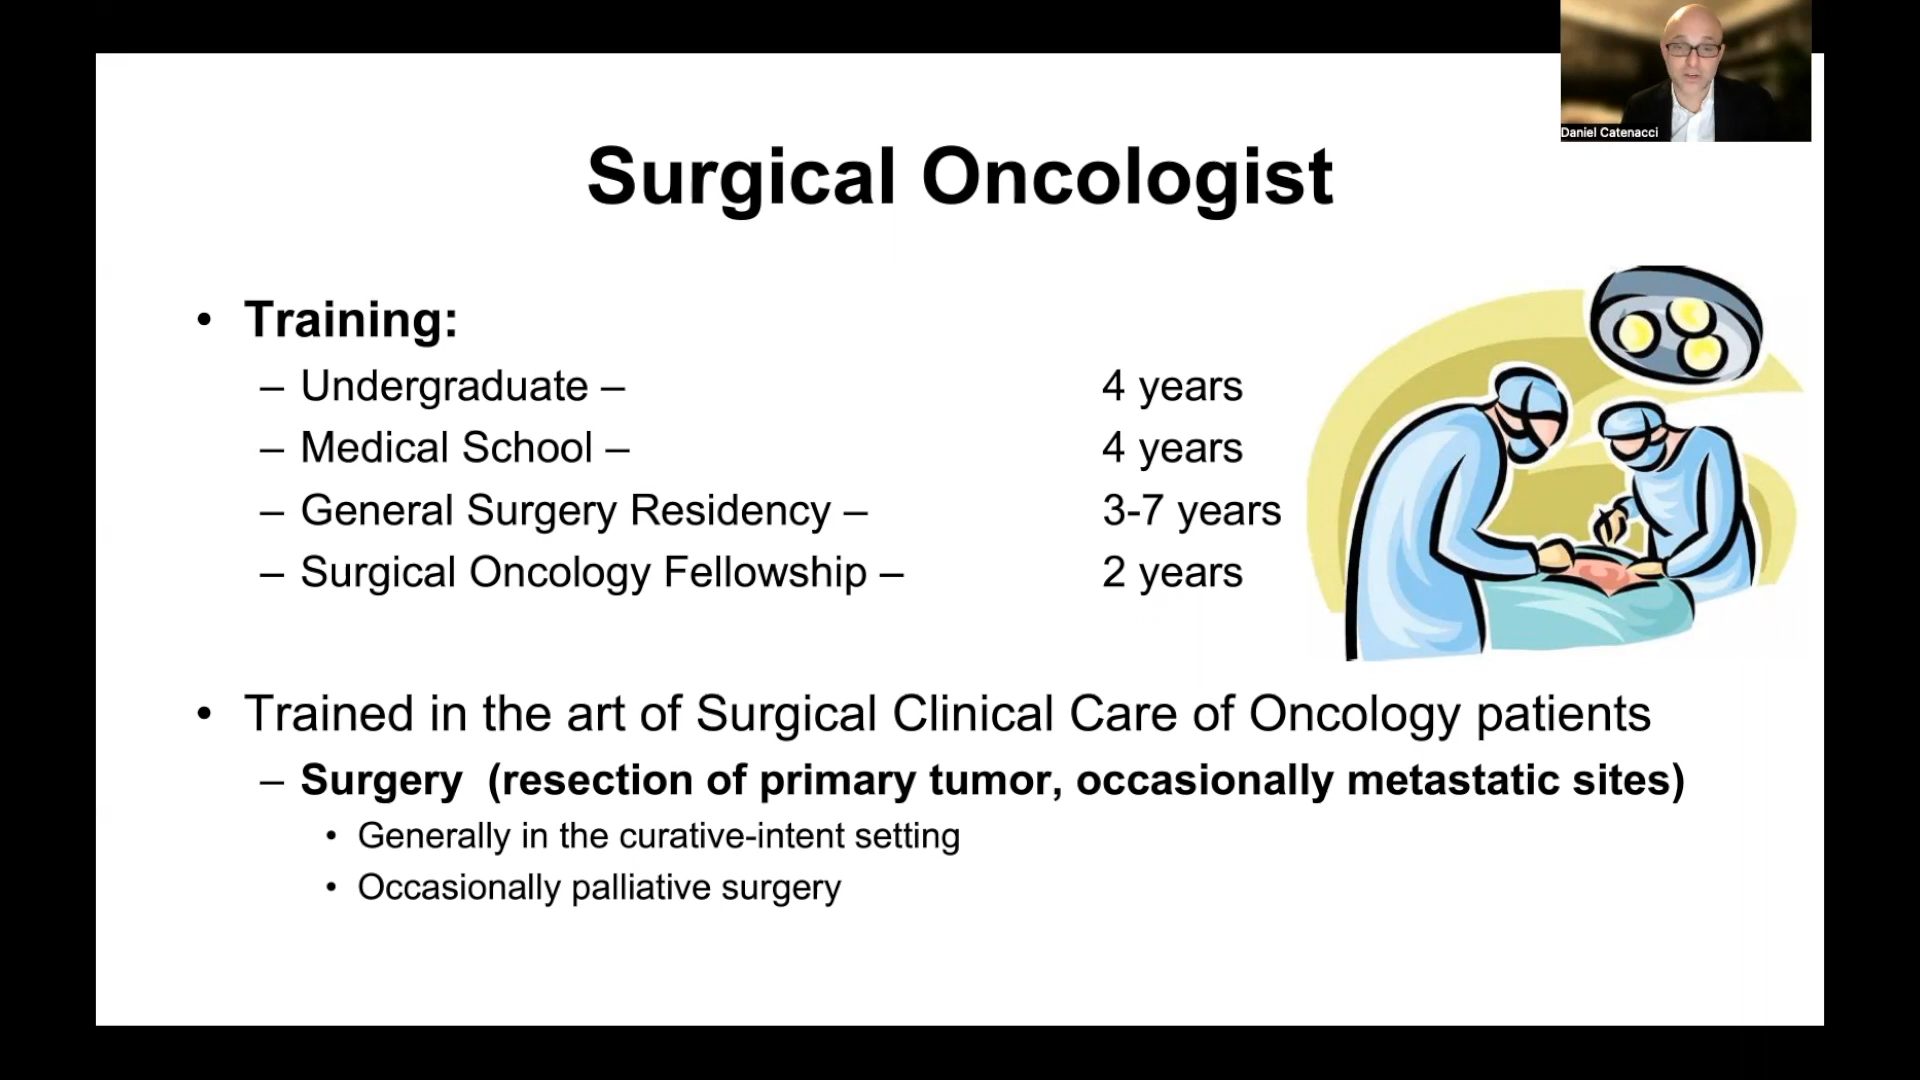 Daniel Catenacci
Surgical Oncologist
• Training:
– Undergraduate – 4 years
– Medical School – 4 years
– General Surgery Residency – 3-7 years
– Surgical Oncology Fellowship – 2 years
• Trained in the art of Surgical Clinical Care of Oncology patients
– Surgery (resection of primary tumor, occasionally metastatic sites)
• Generally in the curative-intent setting
• Occasionally palliative surgery